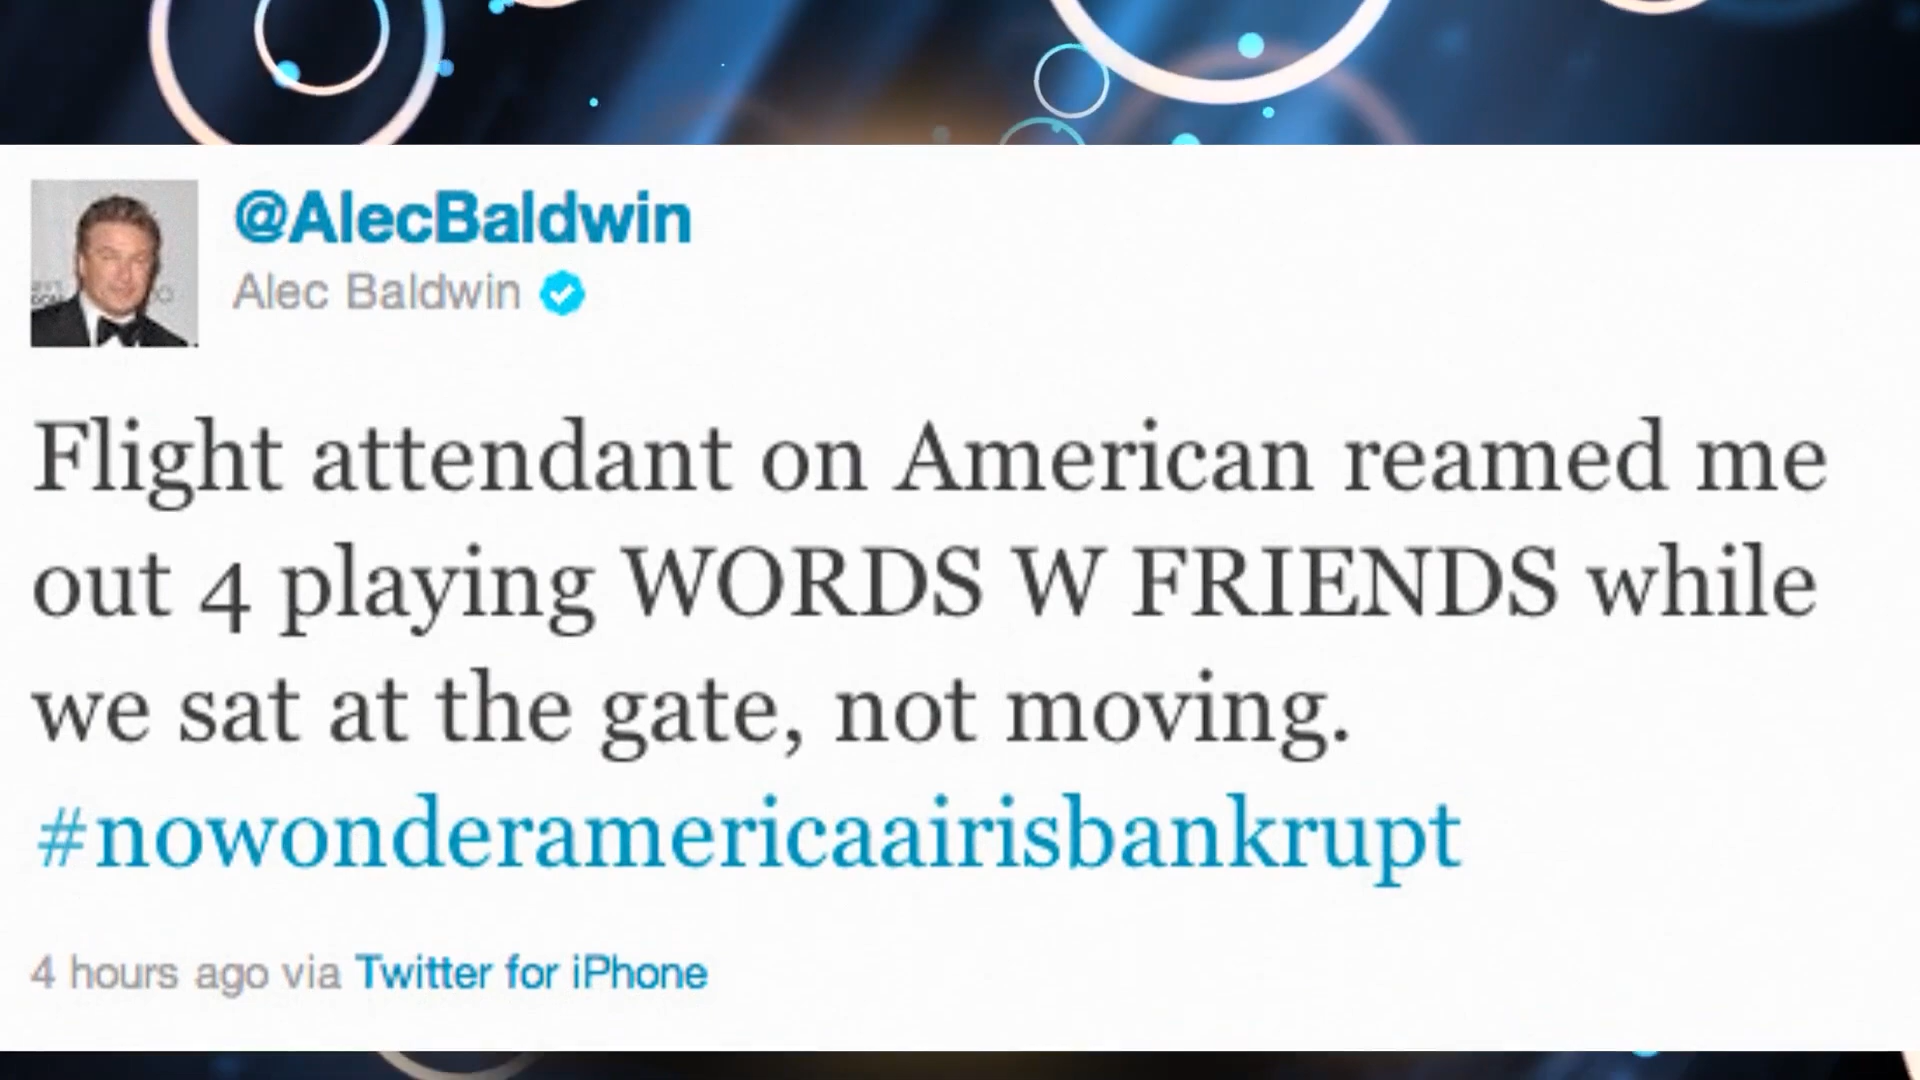 @AlecBaldwin
Alec Baldwin
Flight attendant on American reamed me
out 4 playing WORDS W FRIENDS while
we sat at the gate, not moving.
#nowonderamericaairisbankrupt
4 hours ago via Twitter for iPhone